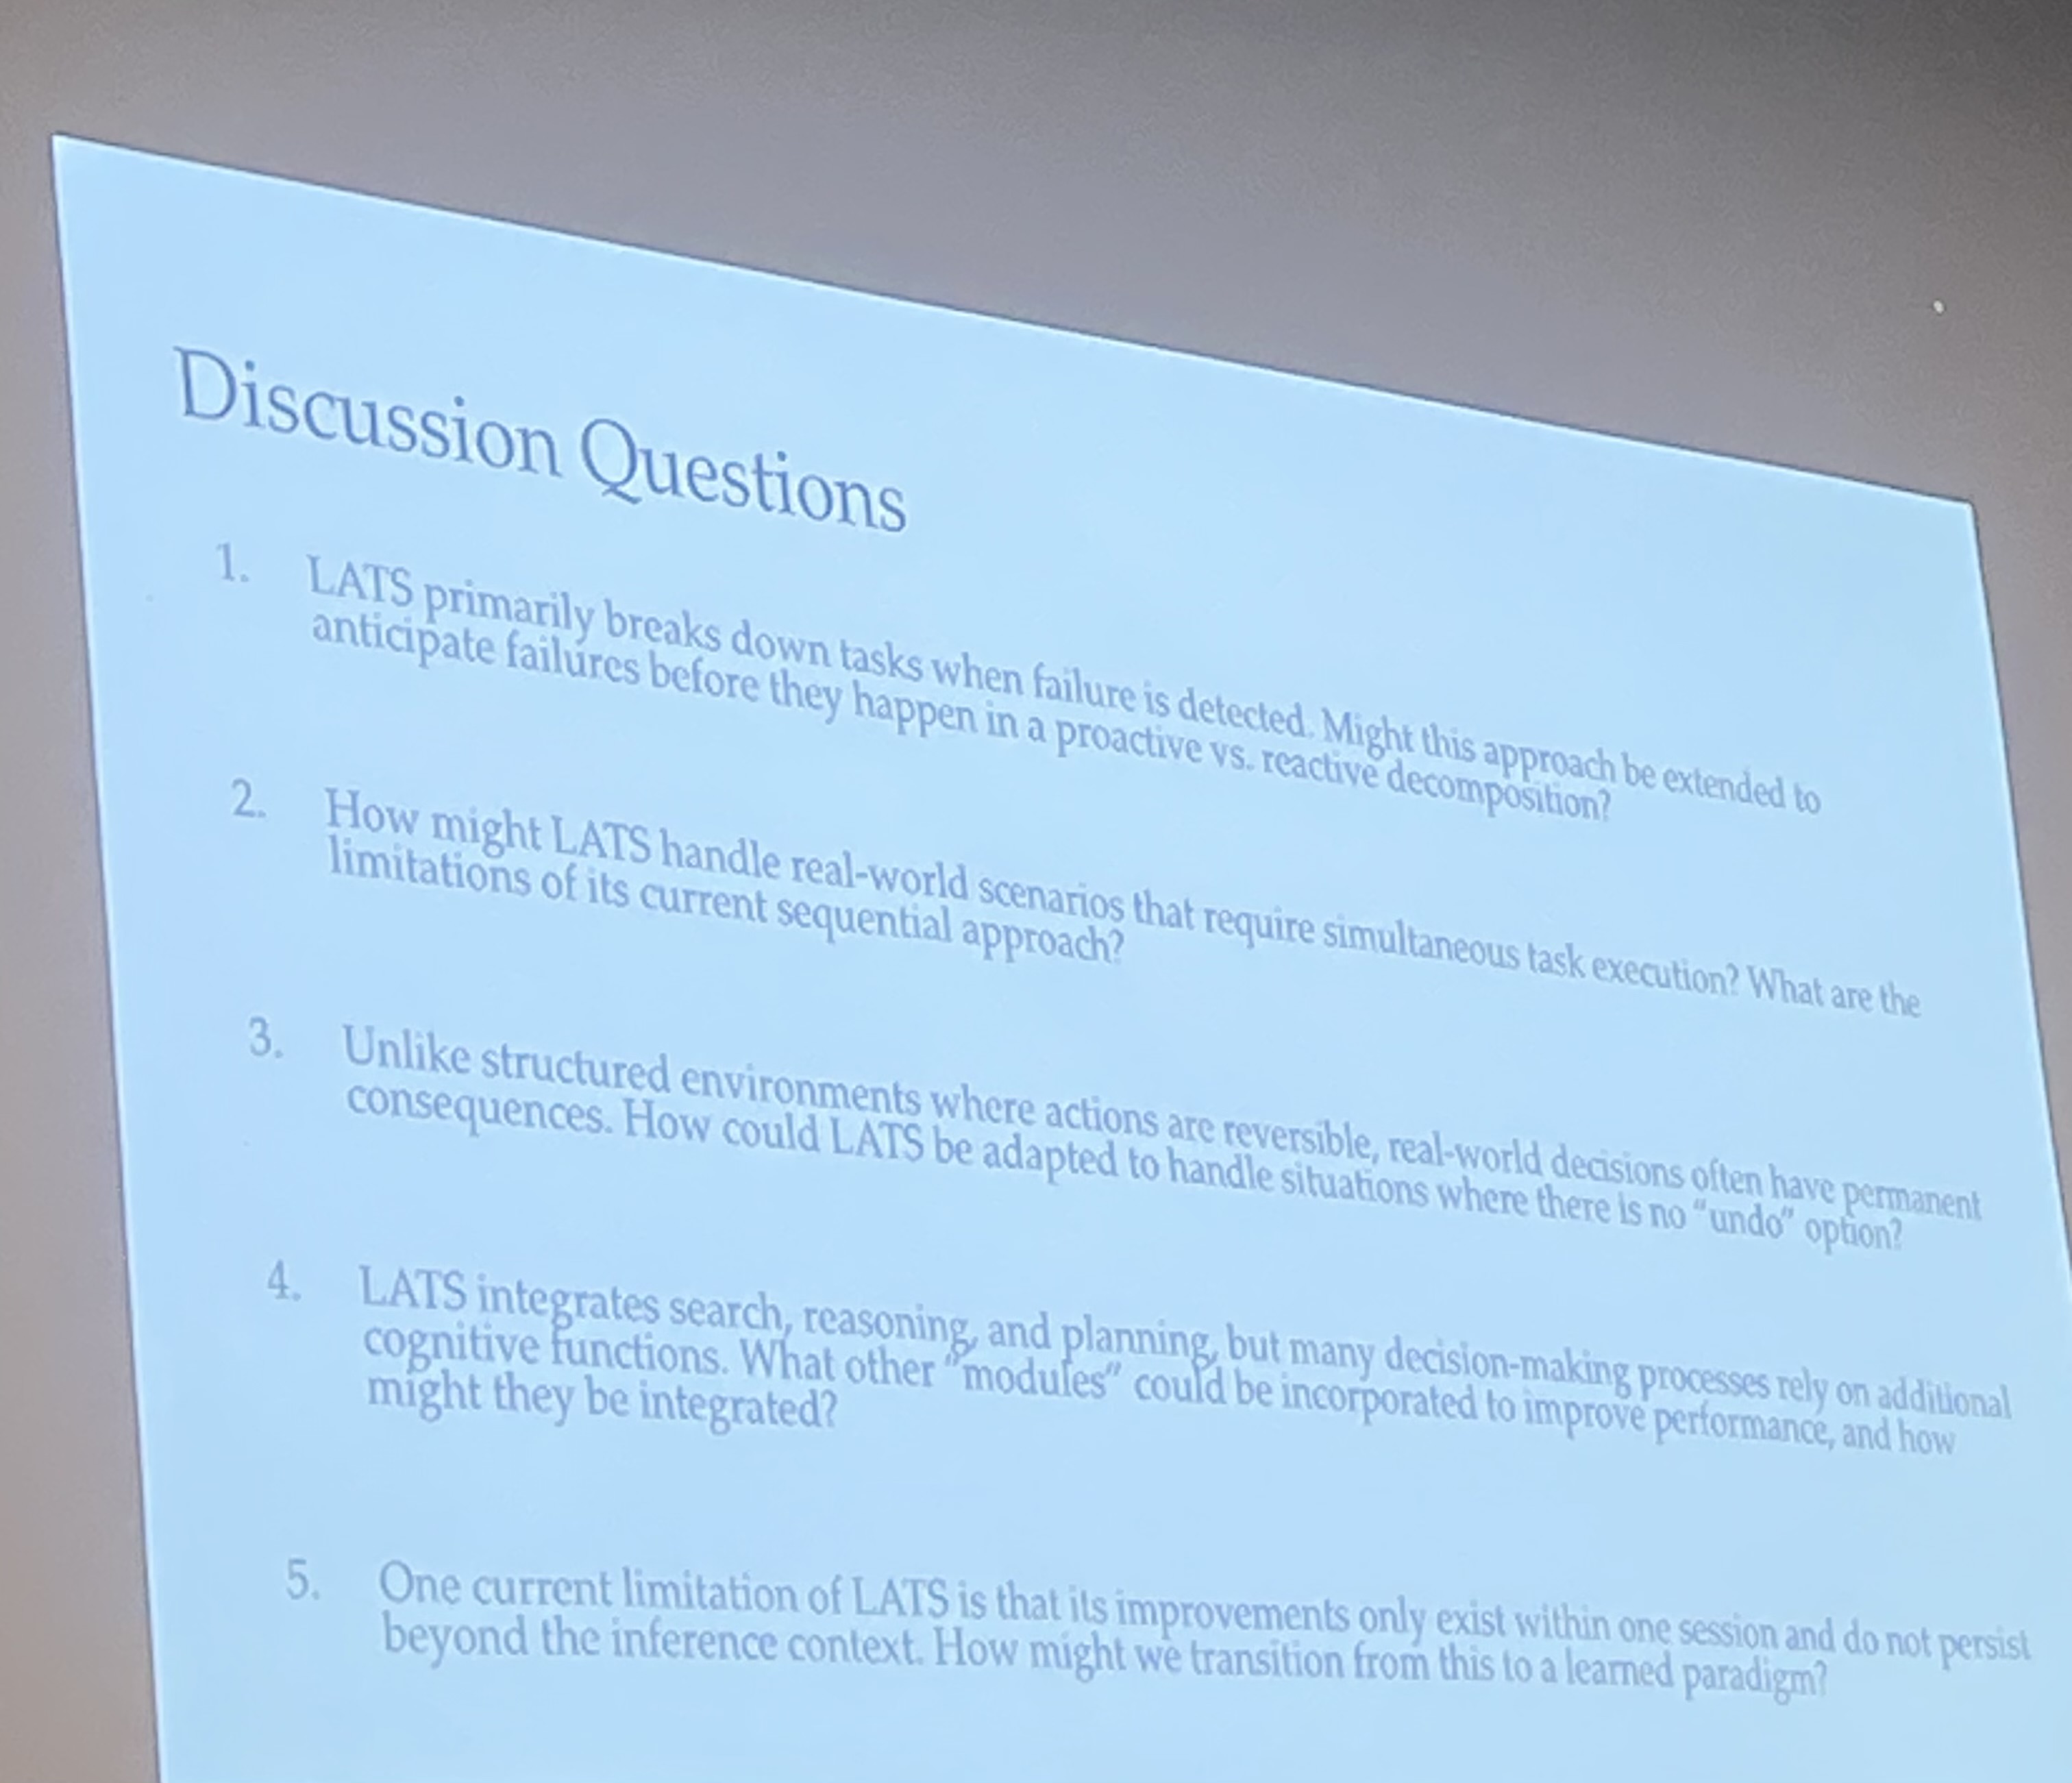 Discussion Questions
1. LATS primarily breaks down tasks when failure is detected. Might this approach be extended to
anticipate failures before they happen in a proactive vs. reactive decomposition?
2. How might LATS handle real-world scenarios that require simultaneous task execution? What are the
limitations of its current sequential approach?
3. Unlike structured environments where actions are reversible, real-world decisions often have permanent
consequences. How could LATS be adapted to handle situations where there is no "undo" option?
4. LATS integrates search, reasoning, and planning, but many decision-making processes rely on additional
cognitive functions. What other "modules" could be incorporated to improve performance, and how
might they be integrated?
5. One current limitation of LATS is that its improvements only exist within one session and do not persist
beyond the inference context. How might we transition from this to a learned paradigm?